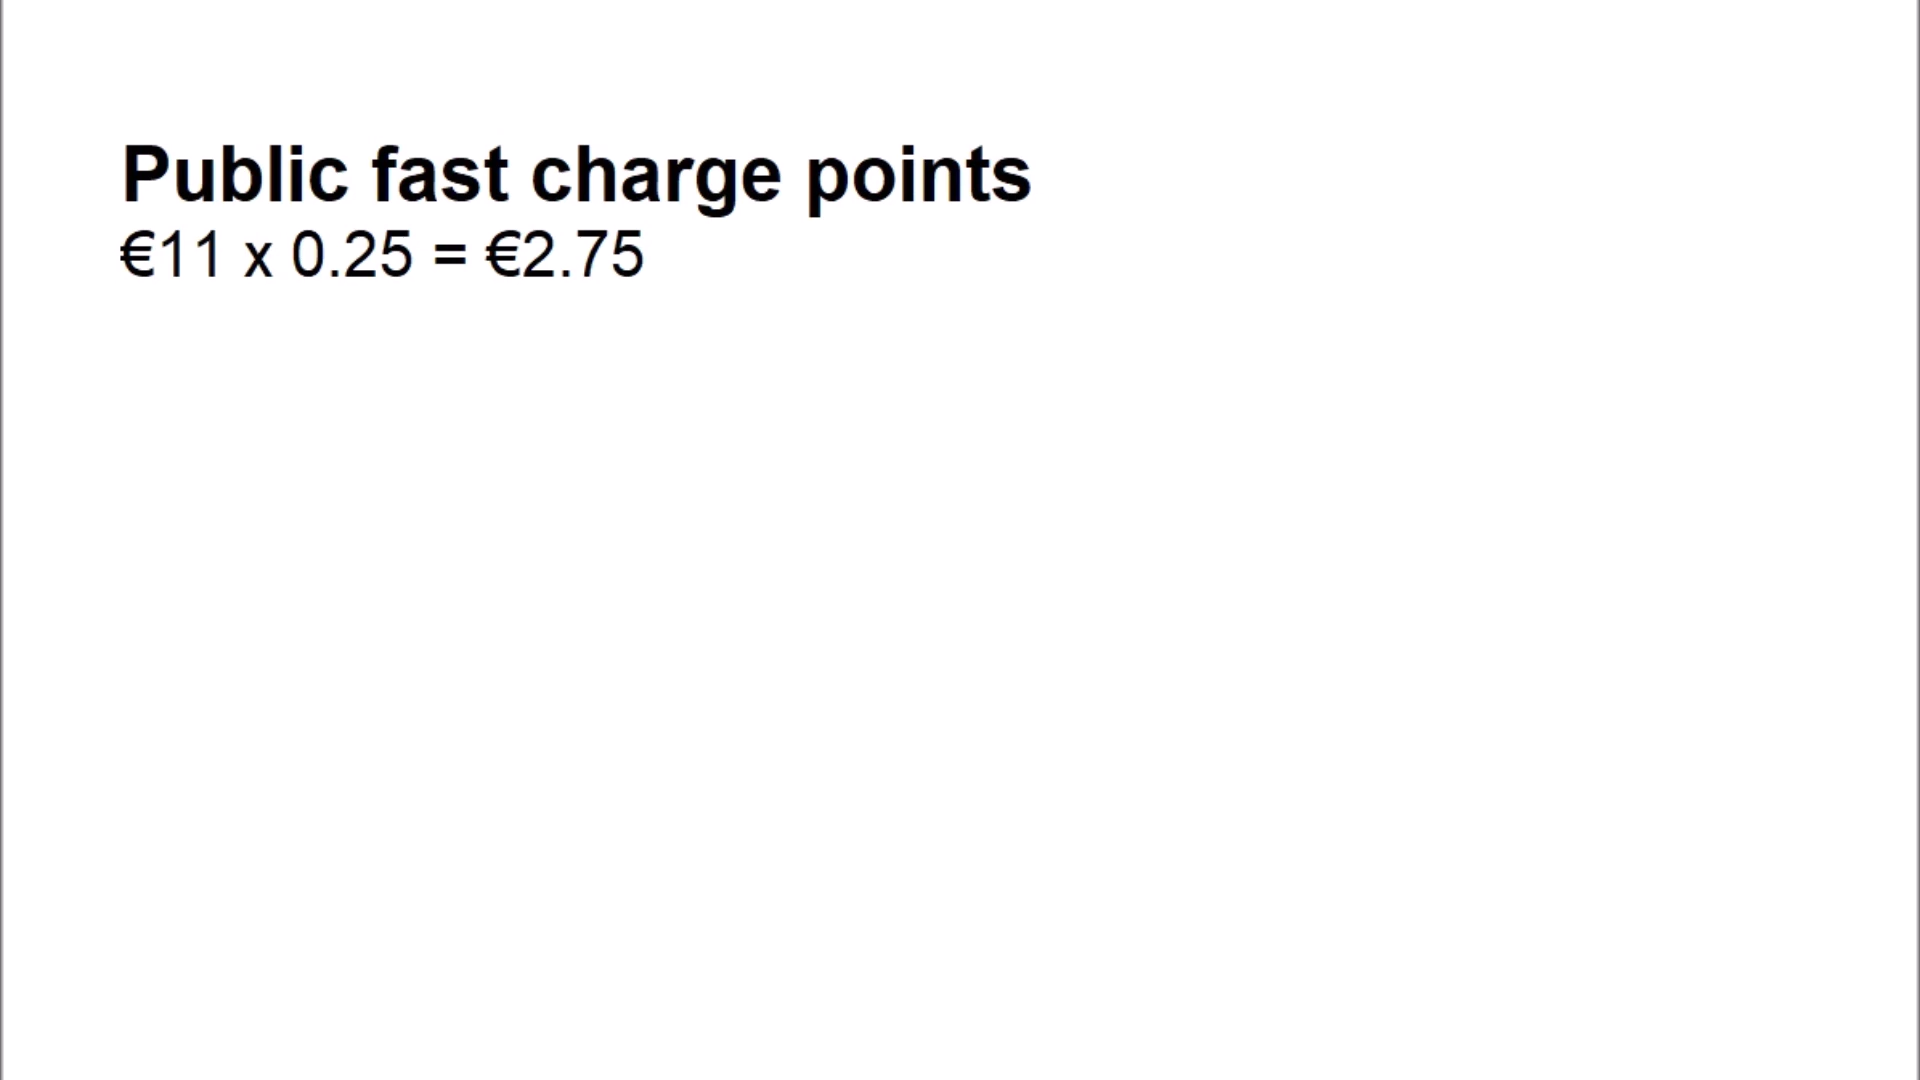 Public fast charge points
€11 x 0.25 = €2.75